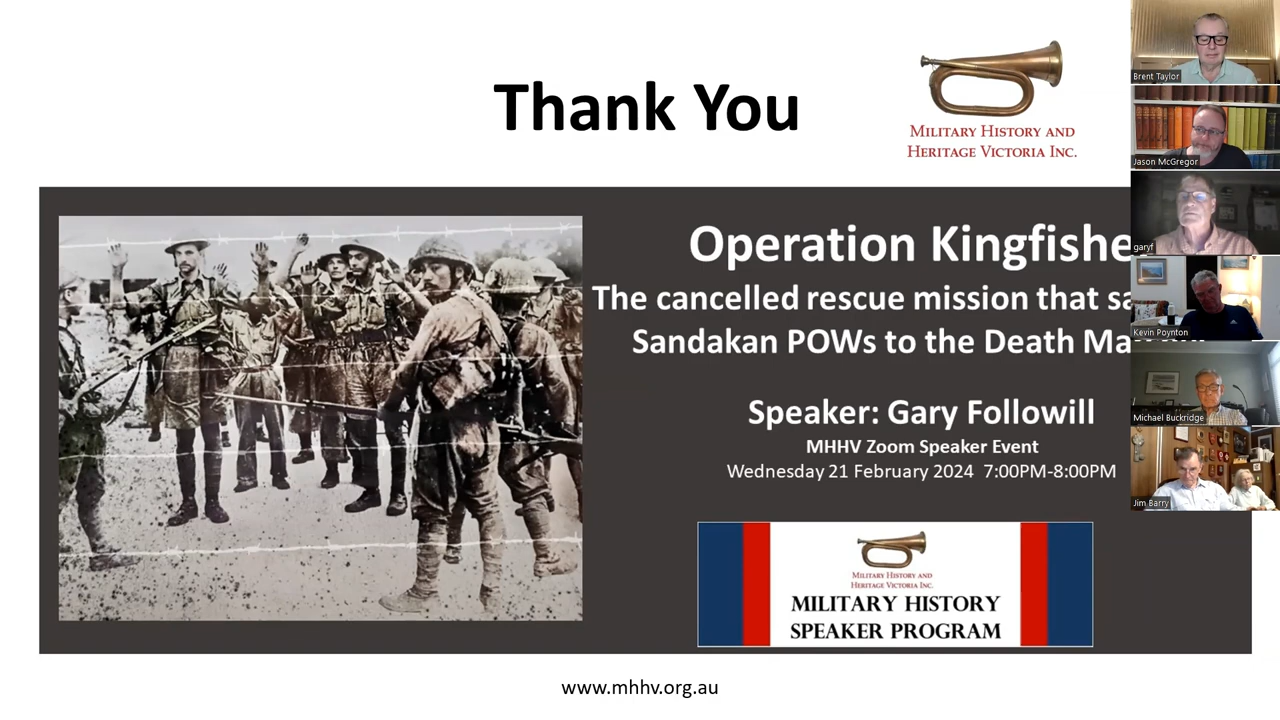 Thank You
MILITARY HISTORY AND
HERITAGE VICTORIA INC.
Operation Kingfishe
The cancelled rescue mission that sa
Sandakan POWs to the Death Ma
Speaker: Gary Followill
MHHV Zoom Speaker Event
Wednesday 21 February 2024 7:00PM-8:00PM
MILITARY HISTORY AND
HERITAGE VICTORIA INC.
MILITARY HISTORY
SPEAKER PROGRAM
www.mhhv.org.au
Brent Taylor
Jason McGregor
garyf
Kevin Poynton
Michael Buckridge
Jim Barry